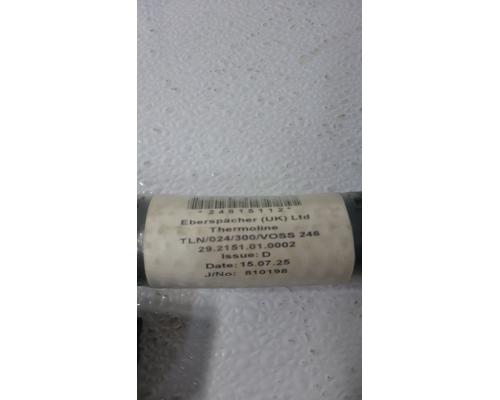 *24815112*
Eberspächer (UK) Ltd
Thermoline
TLN/024/300/VOSS 246
29.2151.01.0002
Issue: D
Date: 15.07.25
J/No: 810198